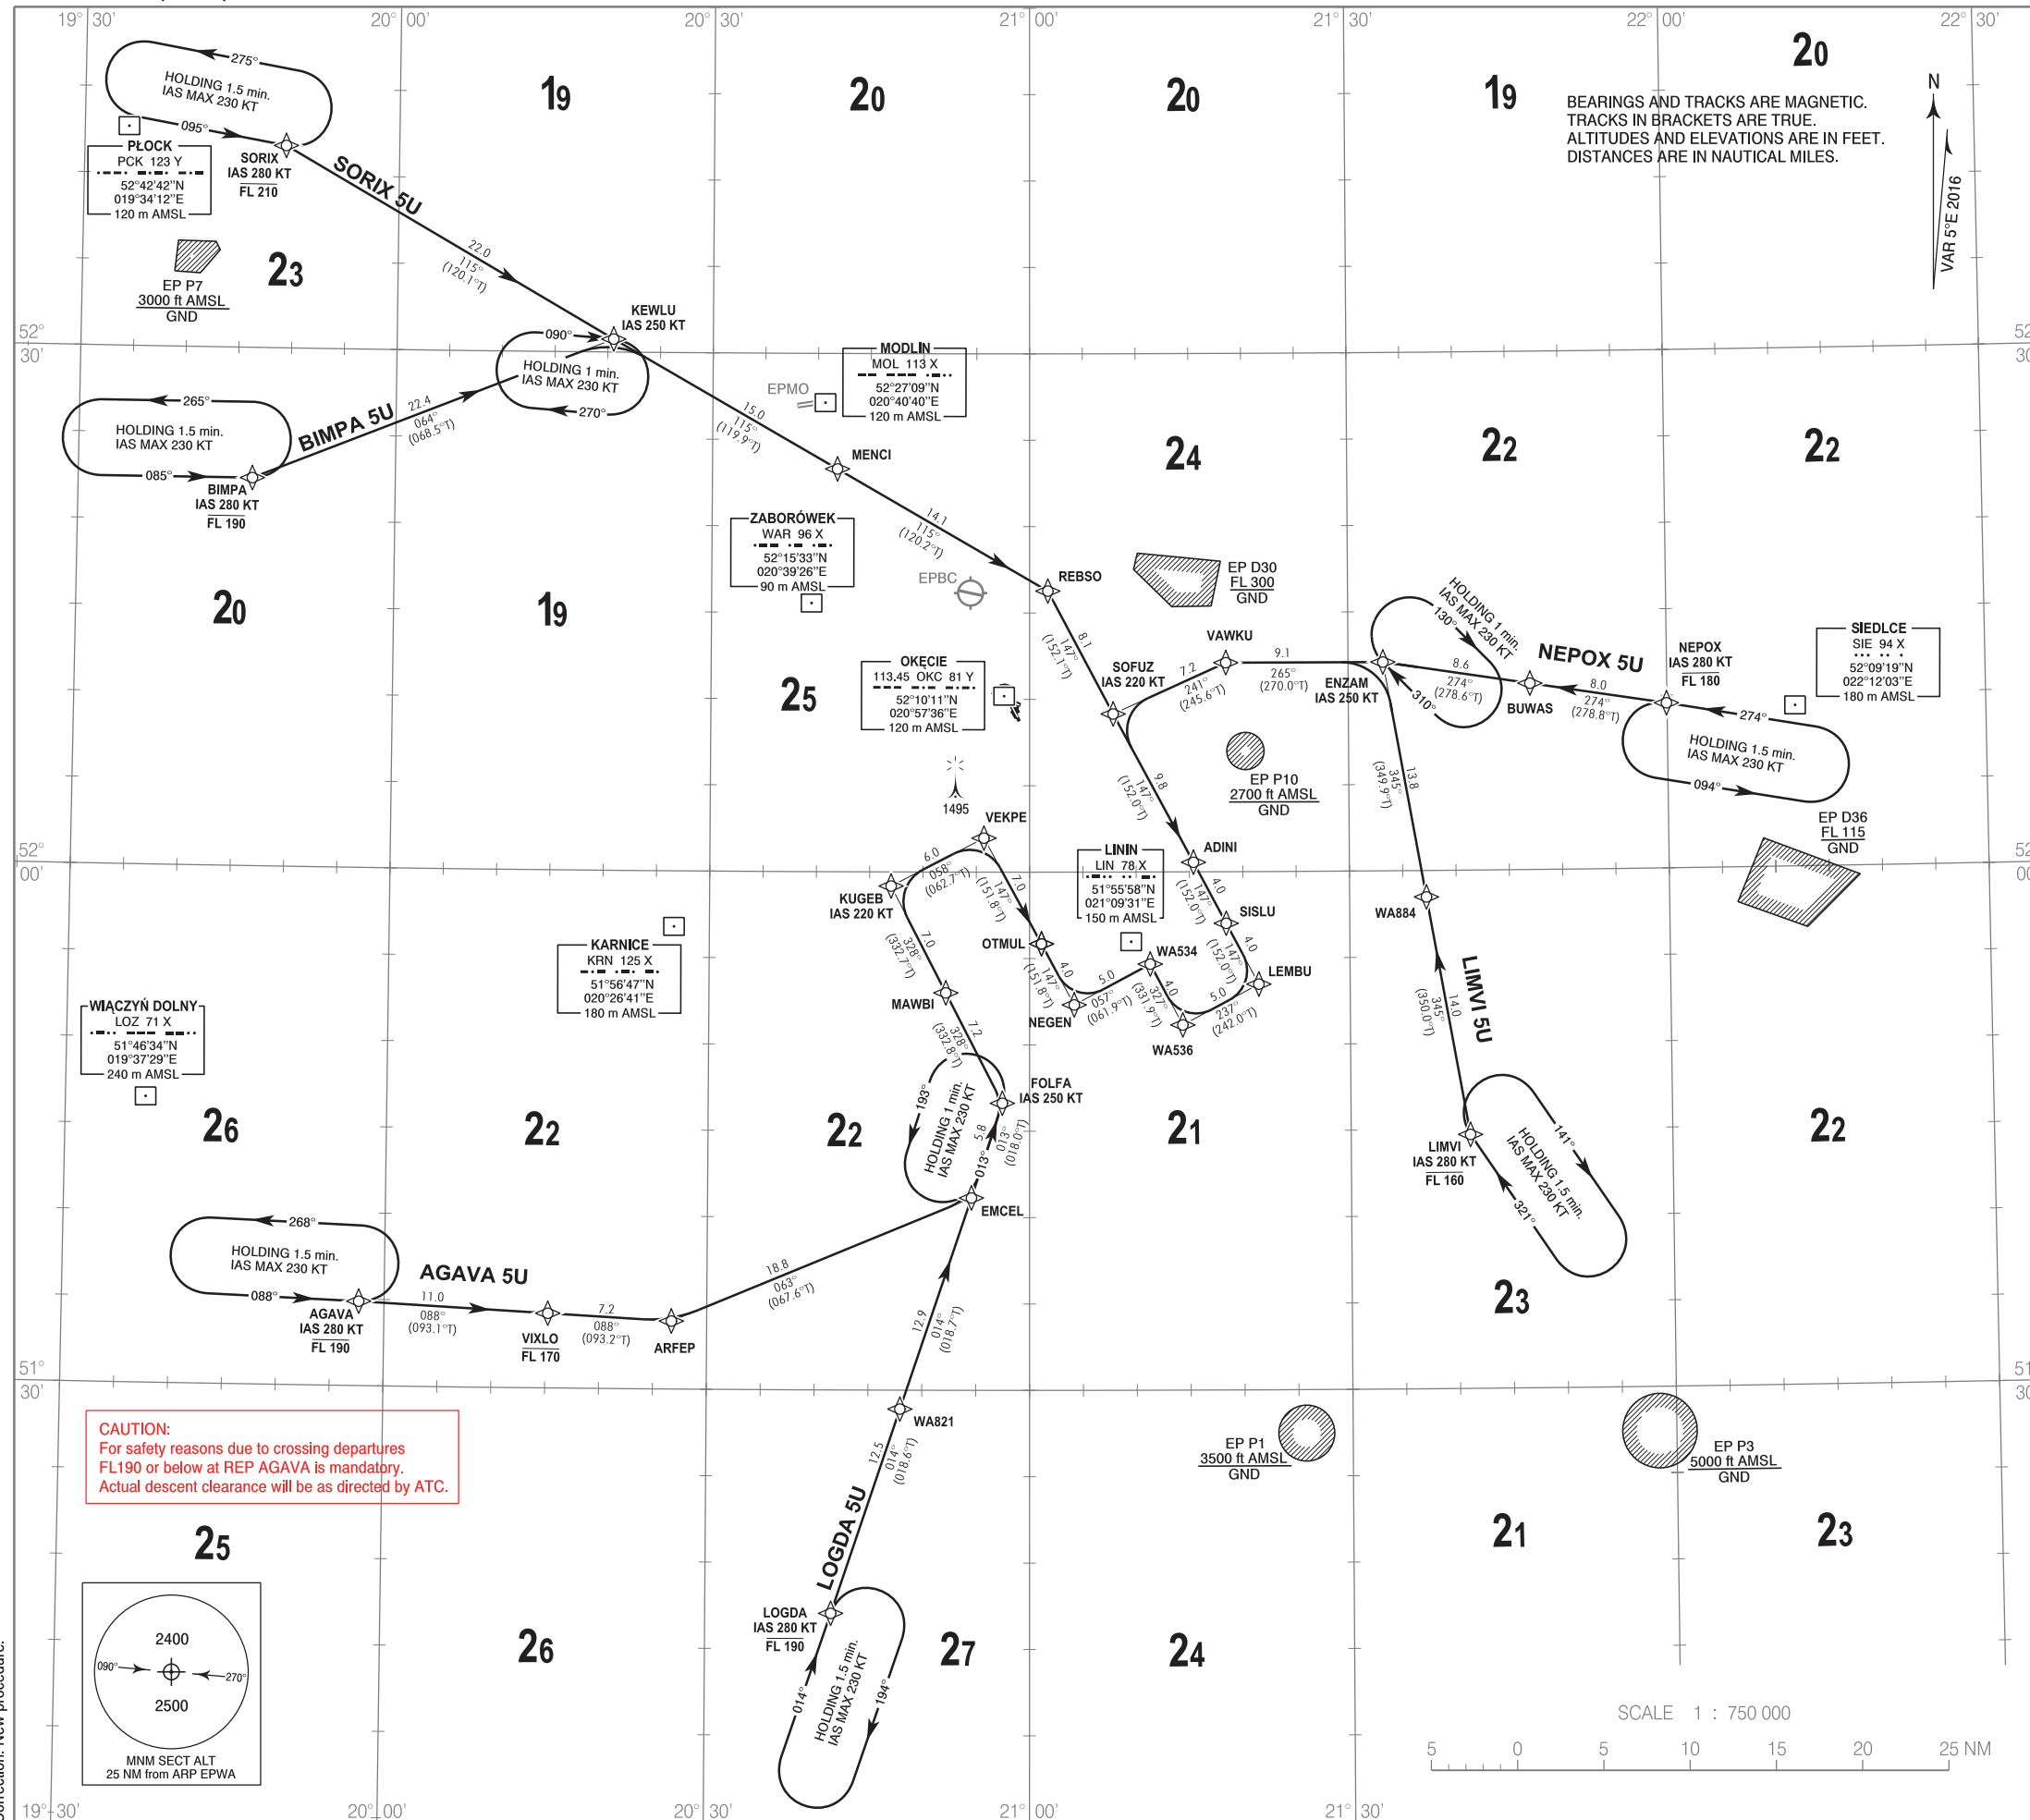 19° 30'
20° 00'
20° 30'
21° 00'
21° 30'
22° 00'
22° 30'
275°
HOLDING 1.5 min.
IAS MAX 230 KT
095°
PŁOCK
PCK 123 Y
52°42'42''N
019°34'12''E
120 m AMSL
SORIX
IAS 280 KT
FL 210
SORIX 5U
22.0
115°
(120.1°T)
19
20
20
19
20
BEARINGS AND TRACKS ARE MAGNETIC.
TRACKS IN BRACKETS ARE TRUE.
ALTITUDES AND ELEVATIONS ARE IN FEET.
DISTANCES ARE IN NAUTICAL MILES.
N
VAR 5°E 2016
EP P7
3000 ft AMSL
GND
23
52°
30'
52
30
KEWLU
IAS 250 KT
090°
HOLDING 1 min.
IAS MAX 230 KT
270°
265°
HOLDING 1.5 min.
IAS MAX 230 KT
085°
BIMPA
IAS 280 KT
FL 190
BIMPA 5U
22.4
064°
(068.5°T)
15.0
115°
(119.9°T)
EPMO
MODLIN
MOL 113 X
52°27'09''N
020°40'40''E
120 m AMSL
MENCI
24
22
22
14.1
115°
(120.2°T)
ZABORÓWEK
WAR 96 X
52°15'33''N
020°39'26''E
90 m AMSL
EPBC
REBSO
EP D30
FL 300
GND
20
19
25
OKĘCIE
113.45 OKC 81 Y
52°10'11''N
020°57'36''E
120 m AMSL
8.1
147°
(152.1°T)
SOFUZ
IAS 220 KT
7.2
241°
(245.6°T)
VAWKU
9.1
265°
(270.0°T)
ENZAM
IAS 250 KT
HOLDING 1 min.
IAS MAX 230 KT
130°
310°
8.6
274°
(278.6°T)
NEPOX 5U
BUWAS
8.0
274°
(278.8°T)
NEPOX
IAS 280 KT
FL 180
SIEDLCE
SIE 94 X
52°09'19''N
022°12'03''E
180 m AMSL
274°
HOLDING 1.5 min.
IAS MAX 230 KT
094°
EP P10
2700 ft AMSL
GND
9.8
147°
(152.0°T)
13.8
345°
(349.9°T)
EP D36
FL 115
GND
1495
52°
00'
52
00
VEKPE
6.0
058°
(062.7°T)
KUGEB
IAS 220 KT
7.0
147°
(151.8°T)
LININ
LIN 78 X
51°55'58''N
021°09'31''E
150 m AMSL
ADINI
4.0
147°
(152.0°T)
SISLU
4.0
147°
(152.0°T)
LEMBU
WA884
KARNICE
KRN 125 X
51°56'47''N
020°26'41''E
180 m AMSL
7.0
328°
(332.7°T)
OTMUL
4.0
147°
(151.8°T)
NEGEN
5.0
057°
(061.9°T)
WA534
4.0
327°
(331.9°T)
WA536
5.0
237°
(242.0°T)
MAWBI
7.2
328°
(332.8°T)
WIĄCZYŃ DOLNY
LOZ 71 X
51°46'34''N
019°37'29''E
240 m AMSL
14.0
345°
(350.0°T)
LIMVI 5U
26
22
22
21
22
FOLFA
IAS 250 KT
193°
HOLDING 1 min.
IAS MAX 230 KT
013°
5.8
013°
(018.0°T)
EMCEL
LIMVI
IAS 280 KT
FL 160
141°
HOLDING 1.5 min.
IAS MAX 230 KT
321°
268°
HOLDING 1.5 min.
IAS MAX 230 KT
088°
AGAVA
IAS 280 KT
FL 190
AGAVA 5U
11.0
088°
(093.1°T)
VIXLO
FL 170
7.2
088°
(093.2°T)
ARFEP
18.8
063°
(067.6°T)
12.9
014°
(018.7°T)
23
51°
30'
51
30
CAUTION:
For safety reasons due to crossing departures
FL190 or below at REP AGAVA is mandatory.
Actual descent clearance will be as directed by ATC.
WA821
12.5
014°
(018.6°T)
LOGDA 5U
EP P1
3500 ft AMSL
GND
EP P3
5000 ft AMSL
GND
25
21
23
26
27
24
LOGDA
IAS 280 KT
FL 190
014°
HOLDING 1.5 min.
IAS MAX 230 KT
194°
2400
090°
270°
2500
MNM SECT ALT
25 NM from ARP EPWA
SCALE 1 : 750 000
5 0 5 10 15 20 25 NM
19° 30'
20° 00'
20° 30'
21° 00'
21° 30'
Correction: New procedure.